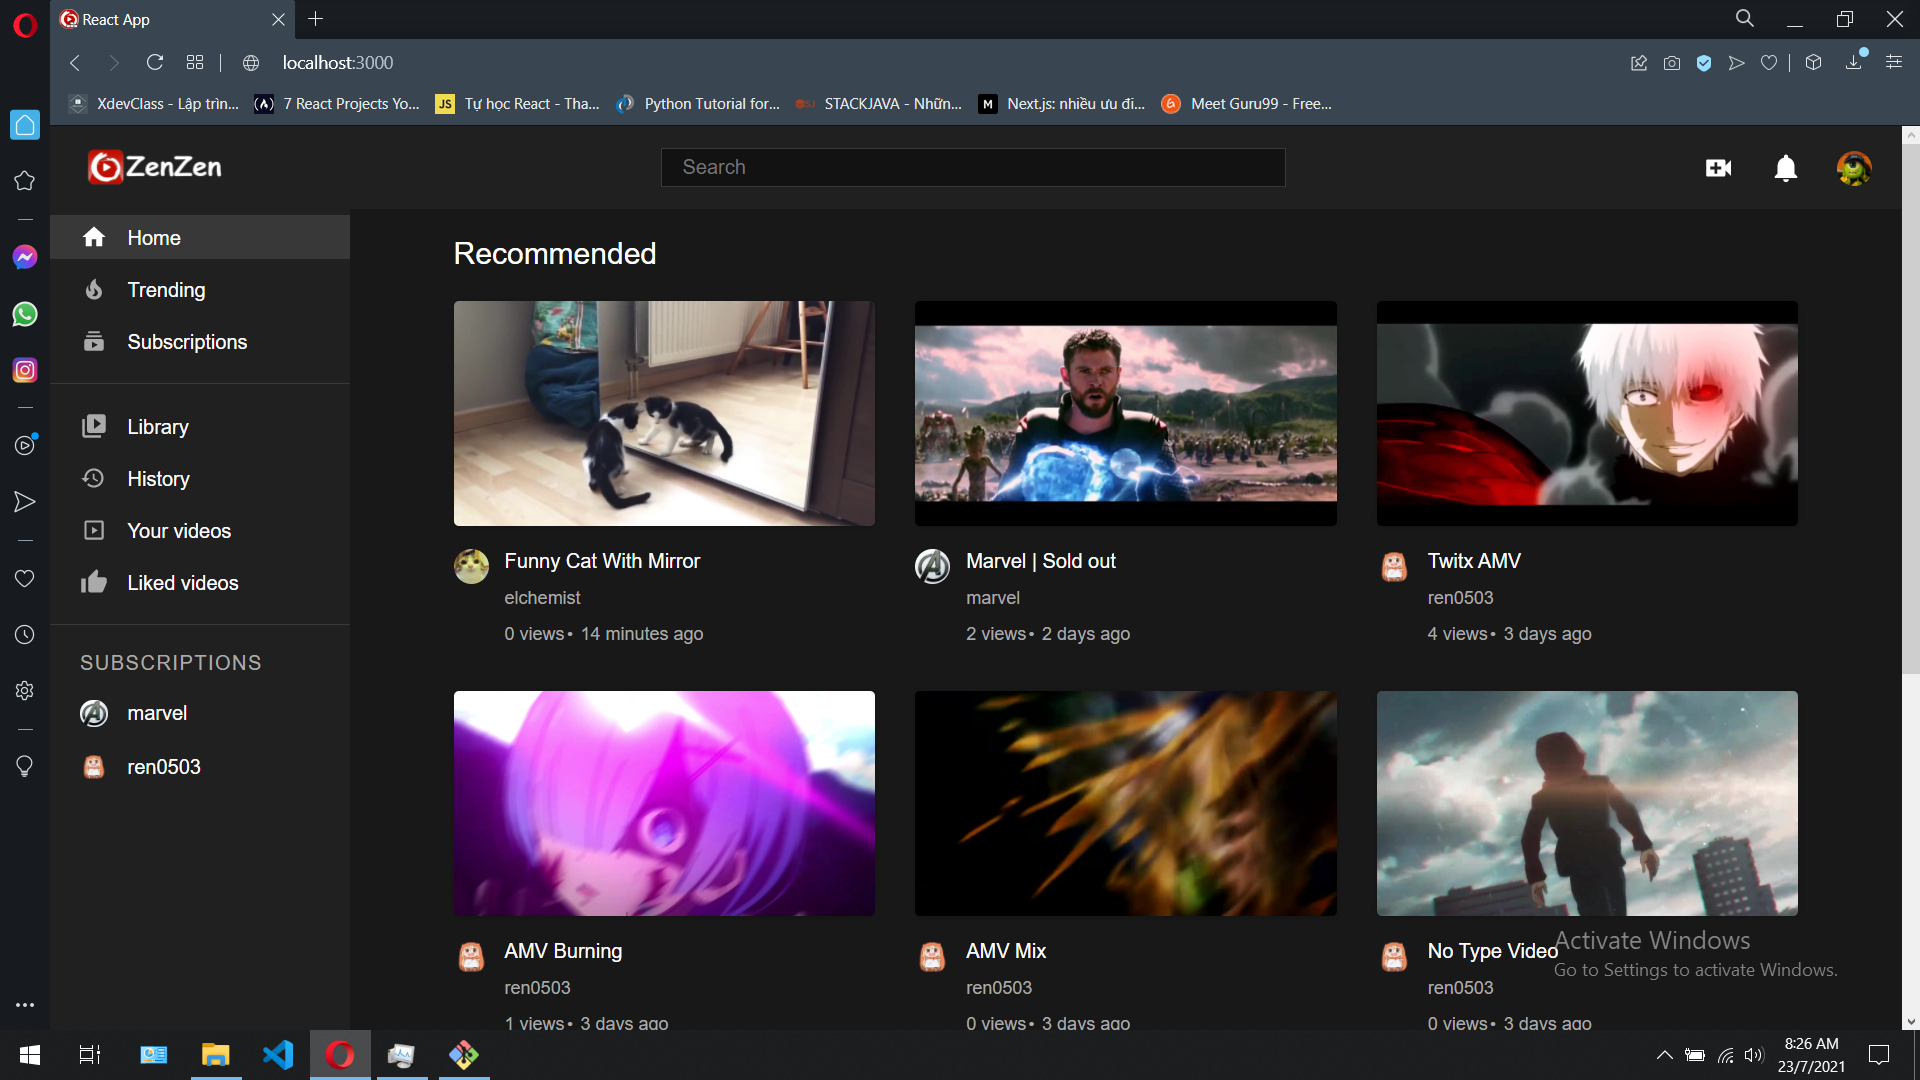 React App
localhost:3000
XdevClass - Lập trìn...
7 React Projects Yo...
JS
Tự học React - Tha...
Python Tutorial for...
STACKJAVA - Nhữn...
M
Next.js: nhiều ưu đi...
Meet Guru99 - Free...
ZenZen
Search
Home
Trending
Subscriptions
Library
History
Your videos
Liked videos
SUBSCRIPTIONS
marvel
ren0503
Recommended
Funny Cat With Mirror
elchemist
0 views• 14 minutes ago
Marvel | Sold out
marvel
2 views• 2 days ago
Twitx AMV
ren0503
4 views• 3 days ago
AMV Burning
ren0503
1 views• 3 days ago
AMV Mix
ren0503
0 views• 3 days ago
No Type Video
ren0503
0 views• 3 days ago
Activate Windows
Go to Settings to activate Windows.
8:26 AM
23/7/2021